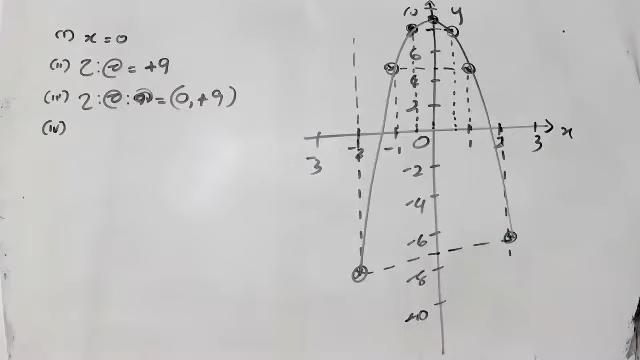 (i) x = 0
(ii) 2:@ = +9
(iii) 2:@: = (0, +9)
(iv)
10 y
6
4
2
-3 -2 -1 0 1 2 3 x
-2
-4
-6
-8
-10